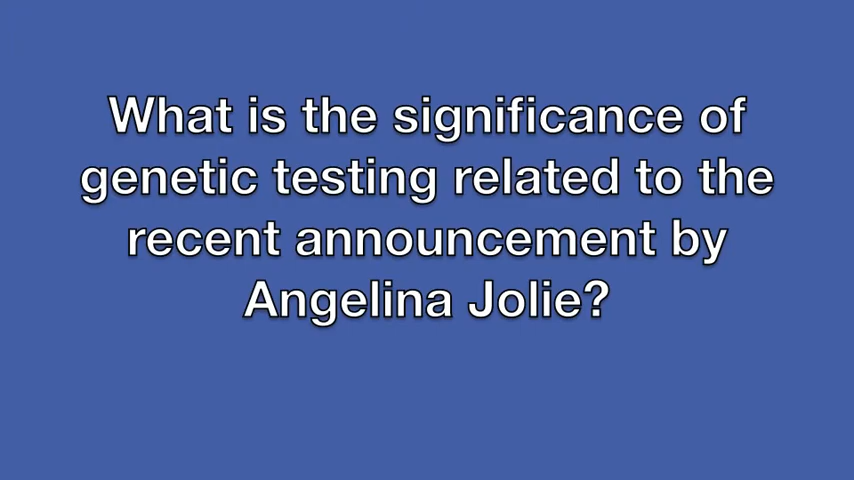 What is the significance of
genetic testing related to the
recent announcement by
Angelina Jolie?